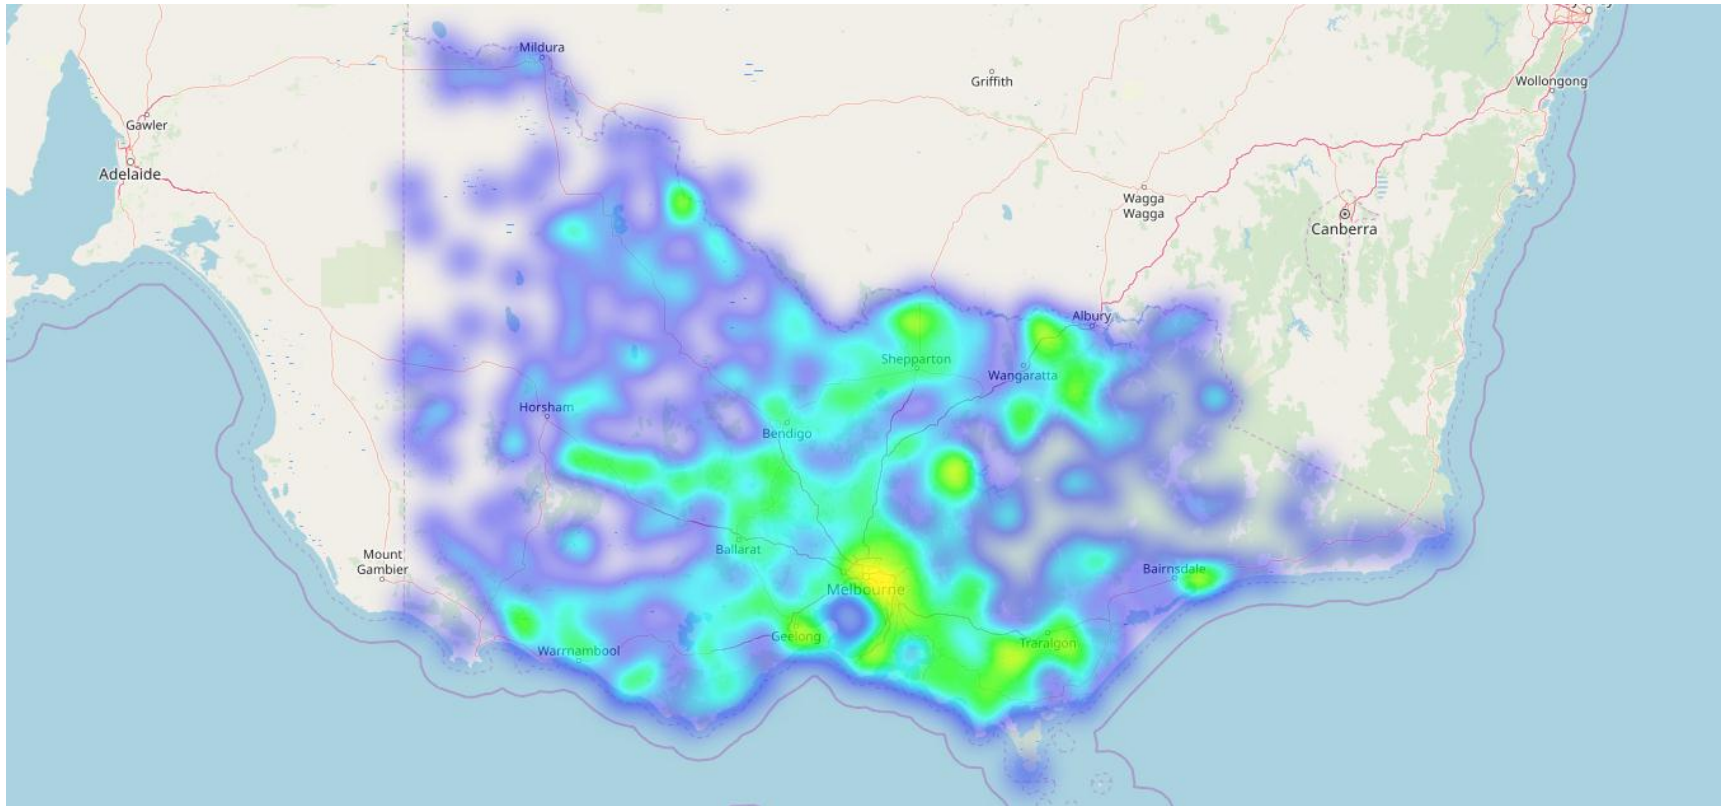 Mildura
Griffith
Wollongong
Gawler
Adelaide
Wagga
Wagga
Canberra
Albury
Shepparton
Wangaratta
Horsham
Bendigo
Ballarat
Mount
Gambier
Melbourne
Bairnsdale
Geelong
Traralgon
Warrnambool